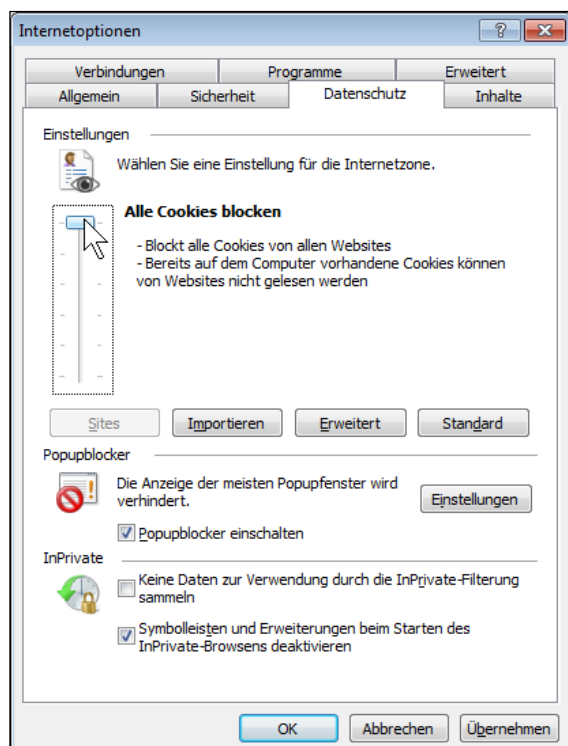 Internetoptionen
Verbindungen Programme Erweitert
Allgemein Sicherheit Datenschutz Inhalte
Einstellungen
Wählen Sie eine Einstellung für die Internetzone.
Alle Cookies blocken
- Blockt alle Cookies von allen Websites
- Bereits auf dem Computer vorhandene Cookies können
von Websites nicht gelesen werden
Sites Importieren Erweitert Standard
Popupblocker
Die Anzeige der meisten Popupfenster wird
verhindert.
Einstellungen
Popupblocker einschalten
InPrivate
Keine Daten zur Verwendung durch die InPrivate-Filterung
sammeln
Symbolleisten und Erweiterungen beim Starten des
InPrivate-Browsens deaktivieren
OK Abbrechen Übernehmen